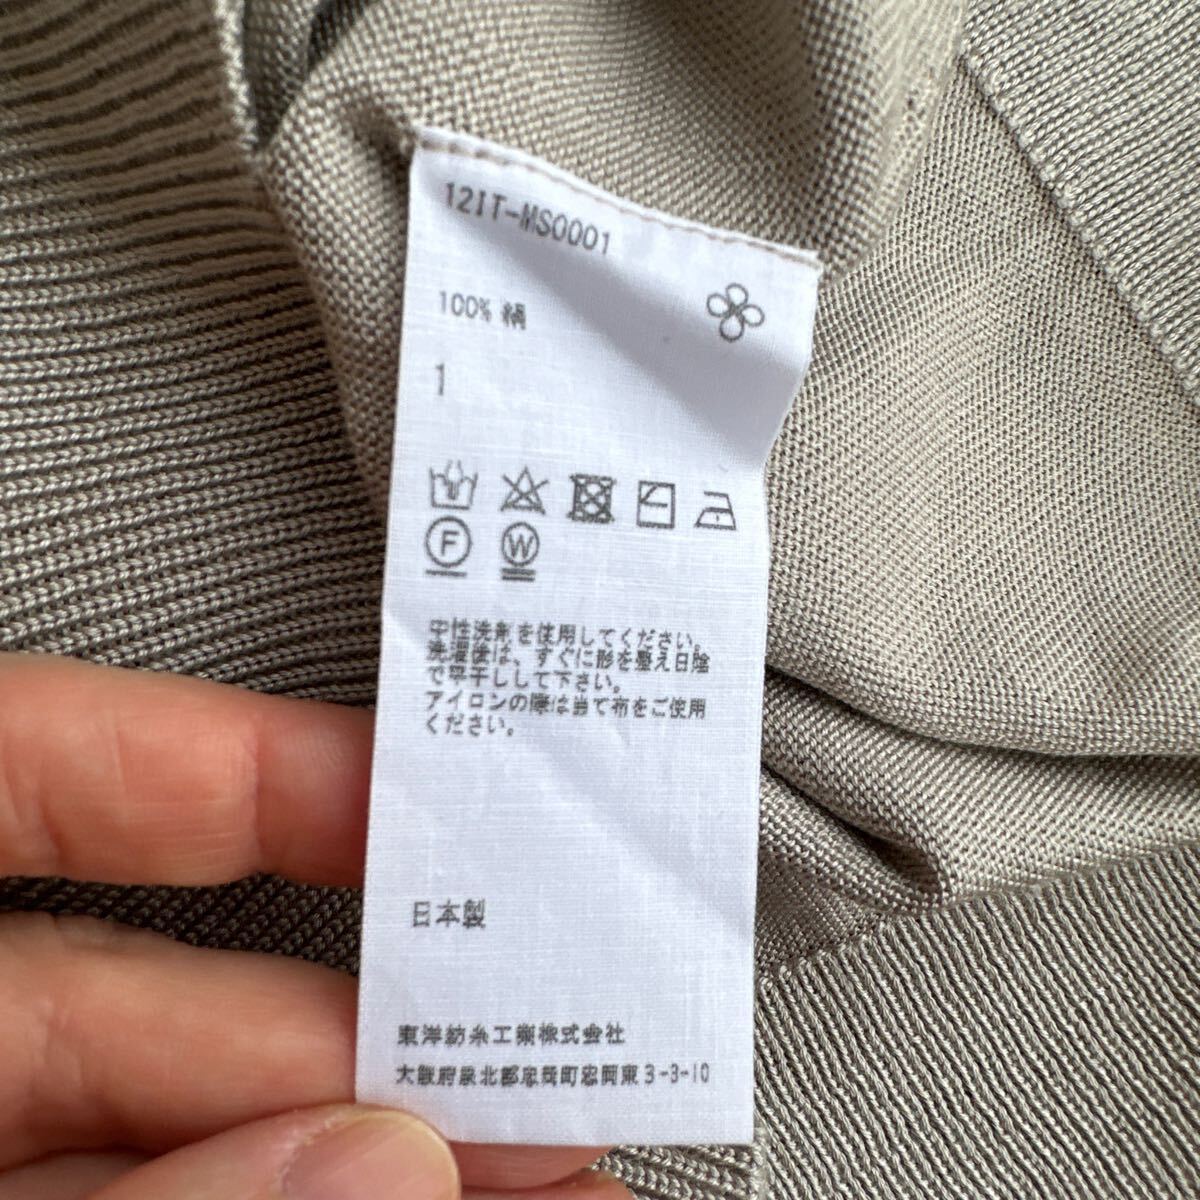 12IT-MS0001
100% 絹
1
F W
中性洗剤を使用してください。
洗濯後は、すぐに形を整え日陰
で平干しして下さい。
アイロンの際は当て布をご使用
ください。
日本製
東洋紡糸工業株式会社
大阪府泉北郡忠岡町忠岡東3-3-10